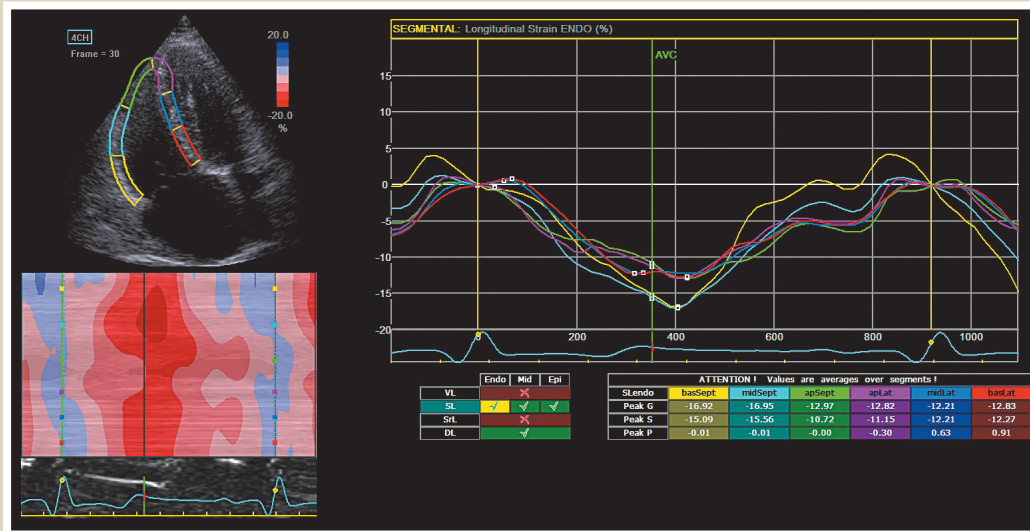 4CH
Frame = 30
20.0
-20.0
%
SEGMENTAL: Longitudinal Strain ENDO (%)
AVC
15
10
5
0
-5
-10
-15
-20
0 200 400 600 800 1000
Endo Mid Epi
VL
SL
SrL
DL
ATTENTION ! Values are averages over segments !
SLendo basSept midSept apSept apLat midLat basLat
Peak G -16.92 -16.95 -12.97 -12.82 -12.21 -12.83
Peak S -15.09 -15.56 -10.72 -11.15 -12.21 -12.27
Peak P -0.01 -0.01 -0.00 -0.30 0.63 0.91